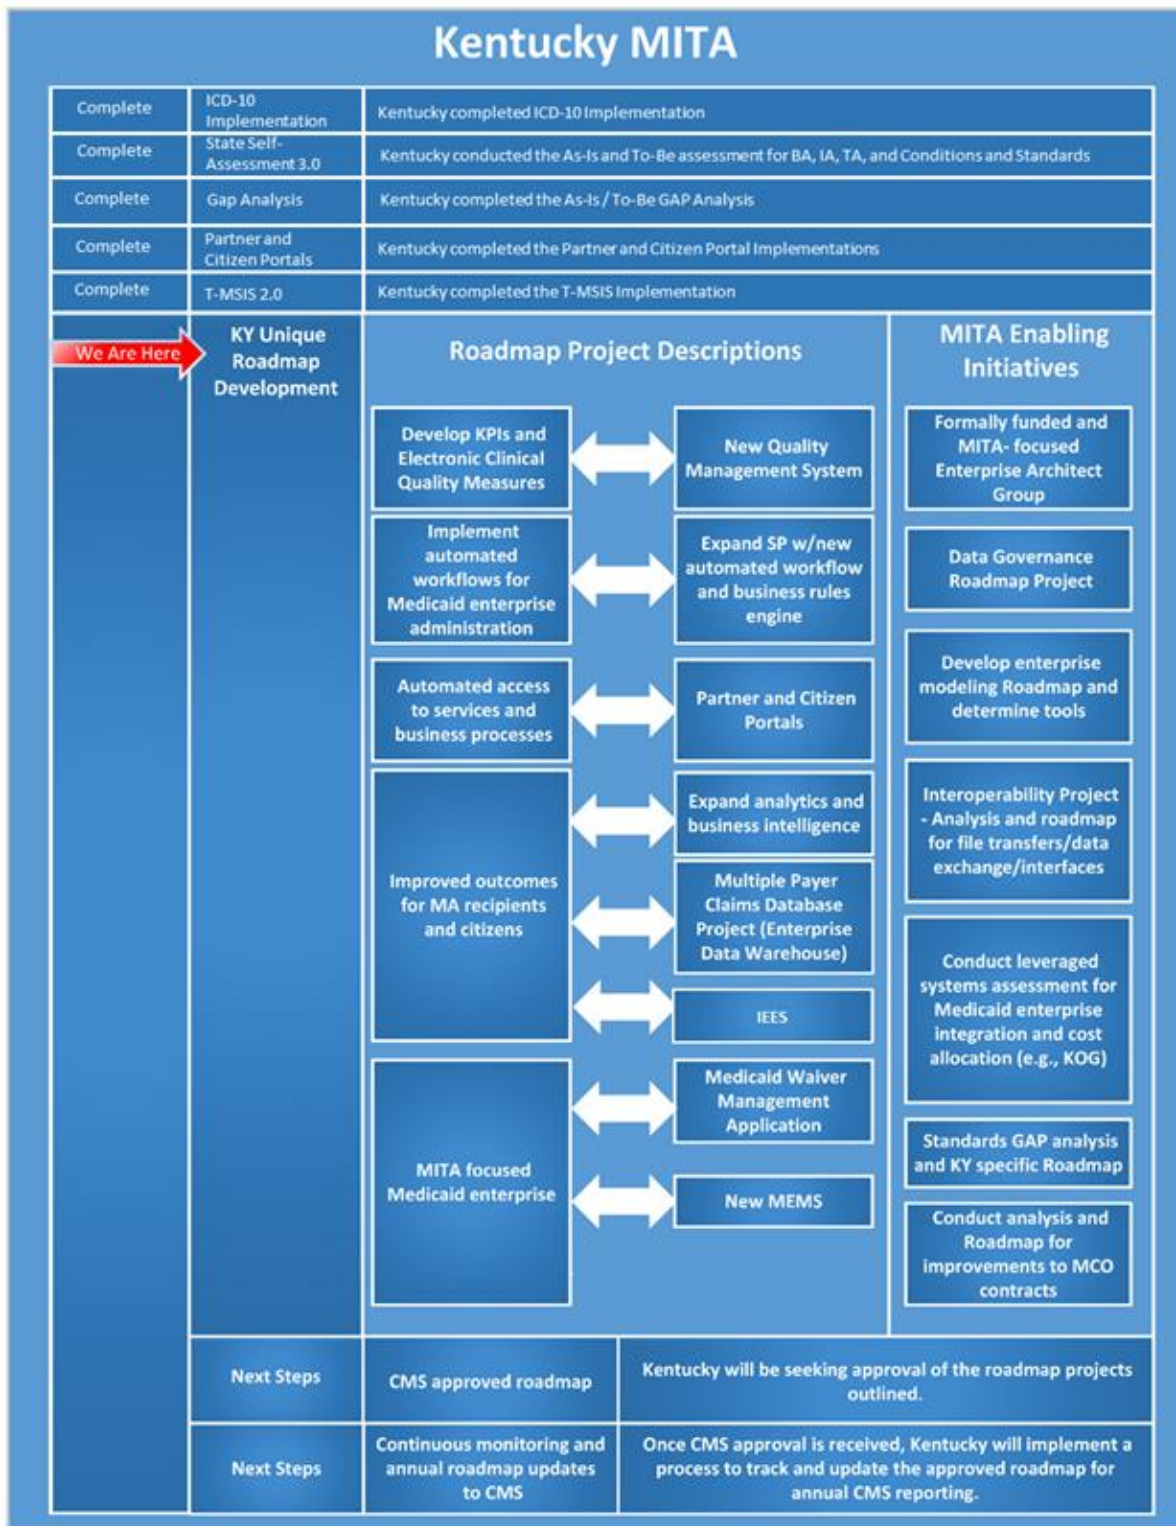 Kentucky MITA
Complete
ICD-10
Implementation
Kentucky completed ICD-10 Implementation
Complete
State Self-
Assessment 3.0
Kentucky conducted the As-Is and To-Be assessment for BA, IA, TA, and Conditions and Standards
Complete
Gap Analysis
Kentucky completed the As-Is / To-Be GAP Analysis
Complete
Partner and
Citizen Portals
Kentucky completed the Partner and Citizen Portal Implementations
Complete
T-MSIS 2.0
Kentucky completed the T-MSIS Implementation
We Are Here
KY Unique
Roadmap
Development
Roadmap Project Descriptions
Develop KPIs and
Electronic Clinical
Quality Measures
New Quality
Management System
Implement
automated
workflows for
Medicaid enterprise
administration
Expand SP w/new
automated workflow
and business rules
engine
Automated access
to services and
business processes
Partner and Citizen
Portals
Improved outcomes
for MA recipients
and citizens
Expand analytics and
business intelligence
Multiple Payer
Claims Database
Project (Enterprise
Data Warehouse)
IEES
MITA focused
Medicaid enterprise
Medicaid Waiver
Management
Application
New MEMS
MITA Enabling
Initiatives
Formally funded and
MITA- focused
Enterprise Architect
Group
Data Governance
Roadmap Project
Develop enterprise
modeling Roadmap and
determine tools
Interoperability Project
- Analysis and roadmap
for file transfers/data
exchange/interfaces
Conduct leveraged
systems assessment for
Medicaid enterprise
integration and cost
allocation (e.g., KOG)
Standards GAP analysis
and KY specific Roadmap
Conduct analysis and
Roadmap for
improvements to MCO
contracts
Next Steps
CMS approved roadmap
Kentucky will be seeking approval of the roadmap projects
outlined.
Next Steps
Continuous monitoring and
annual roadmap updates
to CMS
Once CMS approval is received, Kentucky will implement a
process to track and update the approved roadmap for
annual CMS reporting.